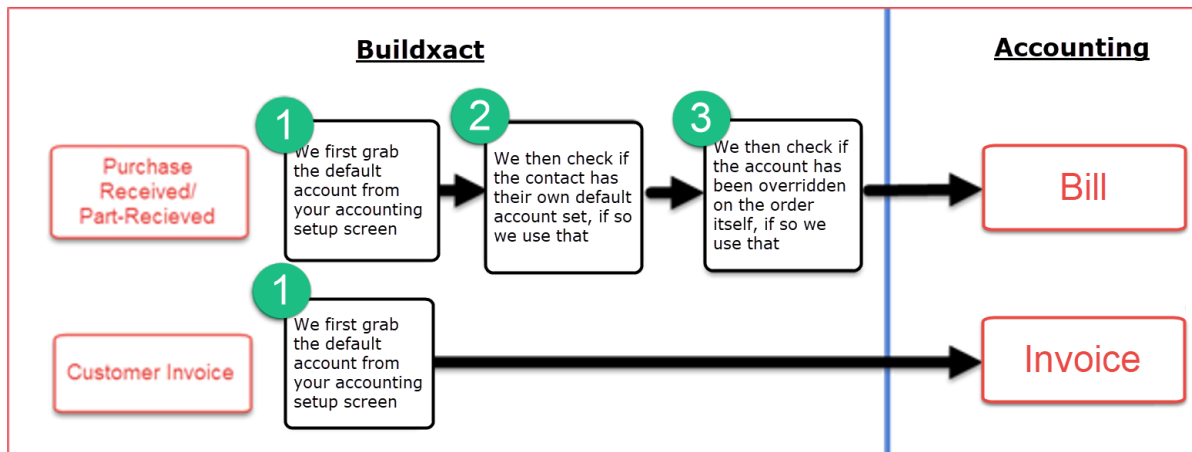 Buildxact
Accounting
Purchase
Received/
Part-Recieved
1
We first grab
the default
account from
your accounting
setup screen
2
We then check if
the contact has
their own default
account set, if so
we use that
3
We then check if
the account has
been overridden
on the order
itself, if so we
use that
Bill
Customer Invoice
1
We first grab
the default
account from
your accounting
setup screen
Invoice